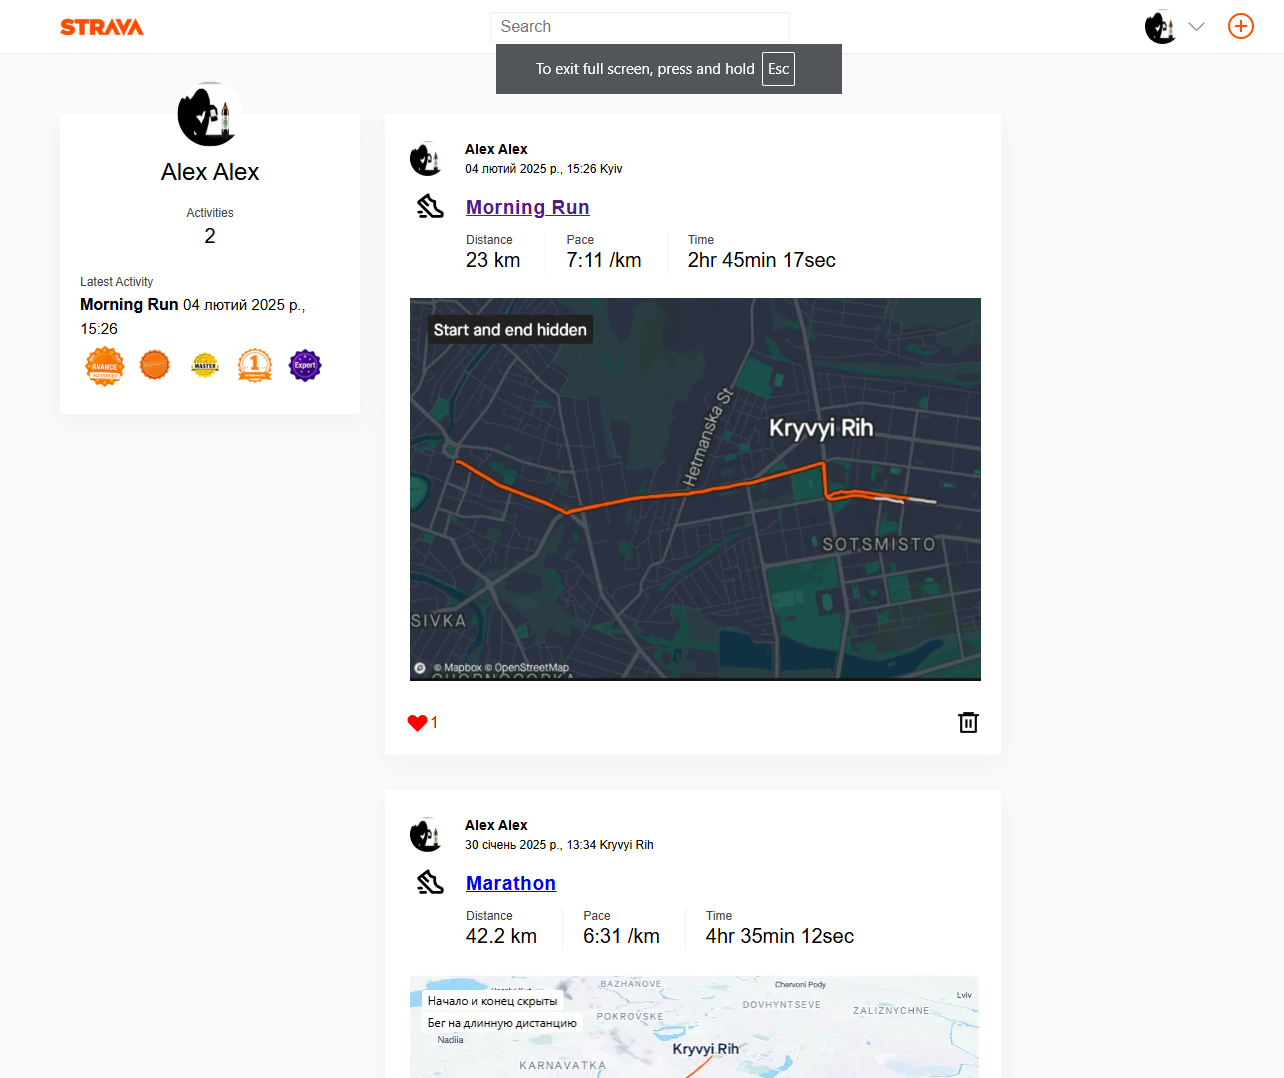 STRAVA
Search
To exit full screen, press and hold Esc
Alex Alex
Activities
2
Latest Activity
Morning Run 04 лютий 2025 р.,
15:26
AVANCÉ
ADVANCED
MASTER
1
Expert
Alex Alex
04 лютий 2025 р., 15:26 Kyiv
Morning Run
Distance
Pace
Time
23 km
7:11 /km
2hr 45min 17sec
Start and end hidden
Hetmanska St
Kryvyi Rih
SOTSMISTO
SIVKA
© Mapbox © OpenStreetMap
1
Alex Alex
30 січень 2025 р., 13:34 Kryvyi Rih
Marathon
Distance
Pace
Time
42.2 km
6:31 /km
4hr 35min 12sec
BAZHANOVE
Chervoni Pody
Начало и конец скрыты
Lviv
DOVHYNTSEVE
ZALIZNYCHNE
POKROVSKE
Бег на длинную дистанцию
Nadiia
Kryvyi Rih
KARNAVATKA